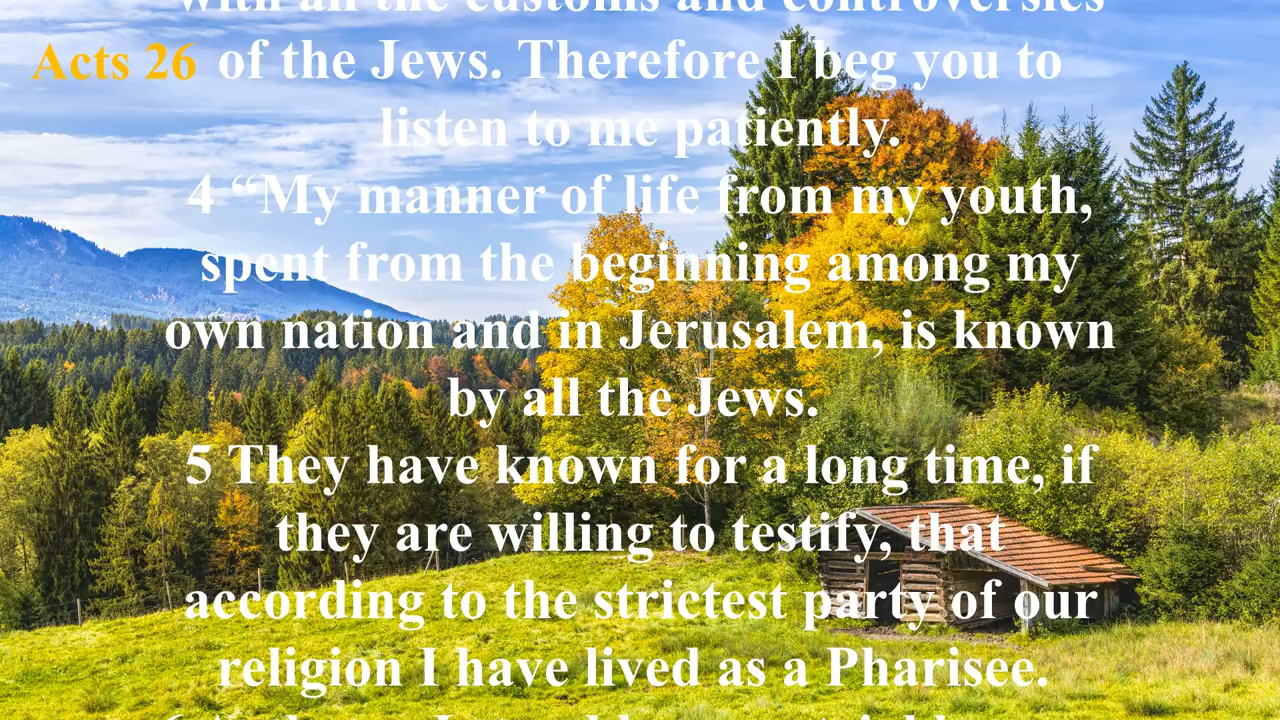 with all the customs and controversies
Acts 26
of the Jews. Therefore I beg you to
listen to me patiently.
4 “My manner of life from my youth,
spent from the beginning among my
own nation and in Jerusalem, is known
by all the Jews.
5 They have known for a long time, if
they are willing to testify, that
according to the strictest party of our
religion I have lived as a Pharisee.